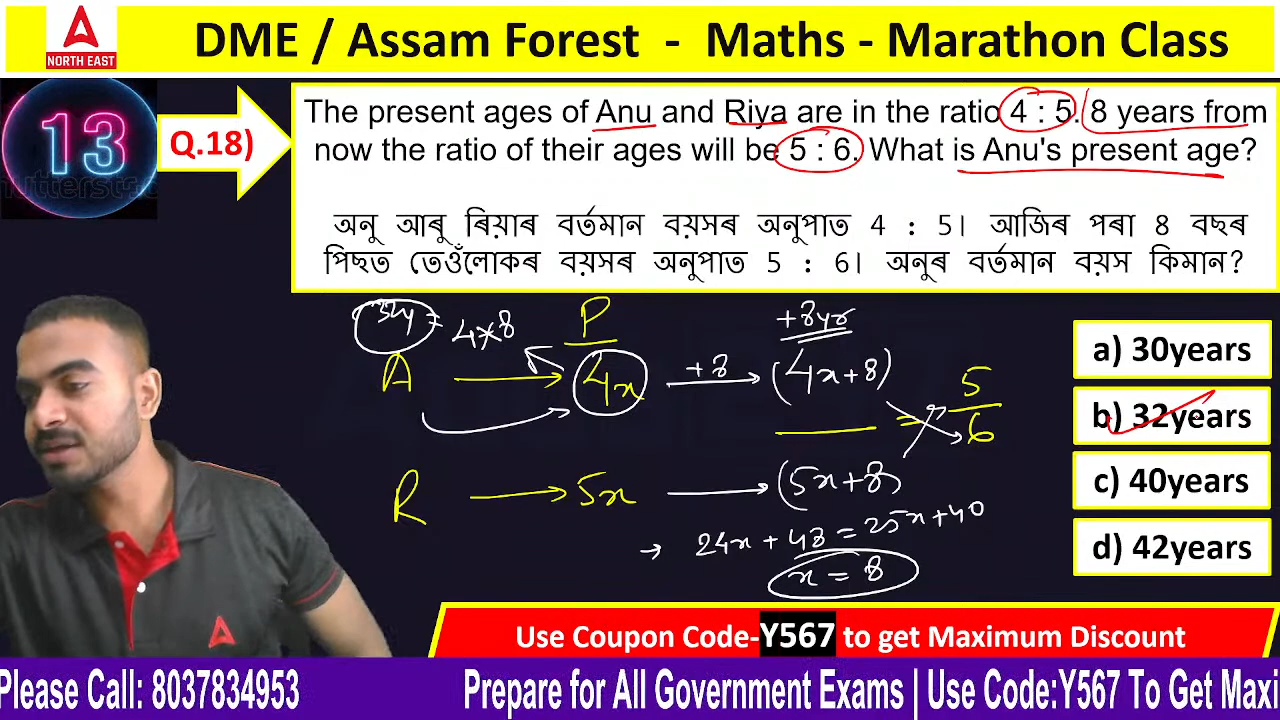 DME / Assam Forest - Maths - Marathon Class
NORTH EAST
13
Q.18)
The present ages of Anu and Riya are in the ratio 4 : 5. 8 years from
now the ratio of their ages will be 5 : 6. What is Anu's present age?
অনু আৰু ৰিয়াৰ বৰ্তমান বয়সৰ অনুপাত 4 : 5। আজিৰ পৰা 8 বছৰ
পিছত তেওঁলোকৰ বয়সৰ অনুপাত 5 : 6। অনুৰ বৰ্তমান বয়স কিমান?
= 4×8
P
+8yr
A
4x
+8
(4x+8)
= 5/6
R
5x
(5x+8)
24x + 48 = 25x+40
x = 8
a) 30years
b) 32years
c) 40years
d) 42years
Use Coupon Code-Y567 to get Maximum Discount
Please Call: 8037834953
Prepare for All Government Exams | Use Code:Y567 To Get Maxi